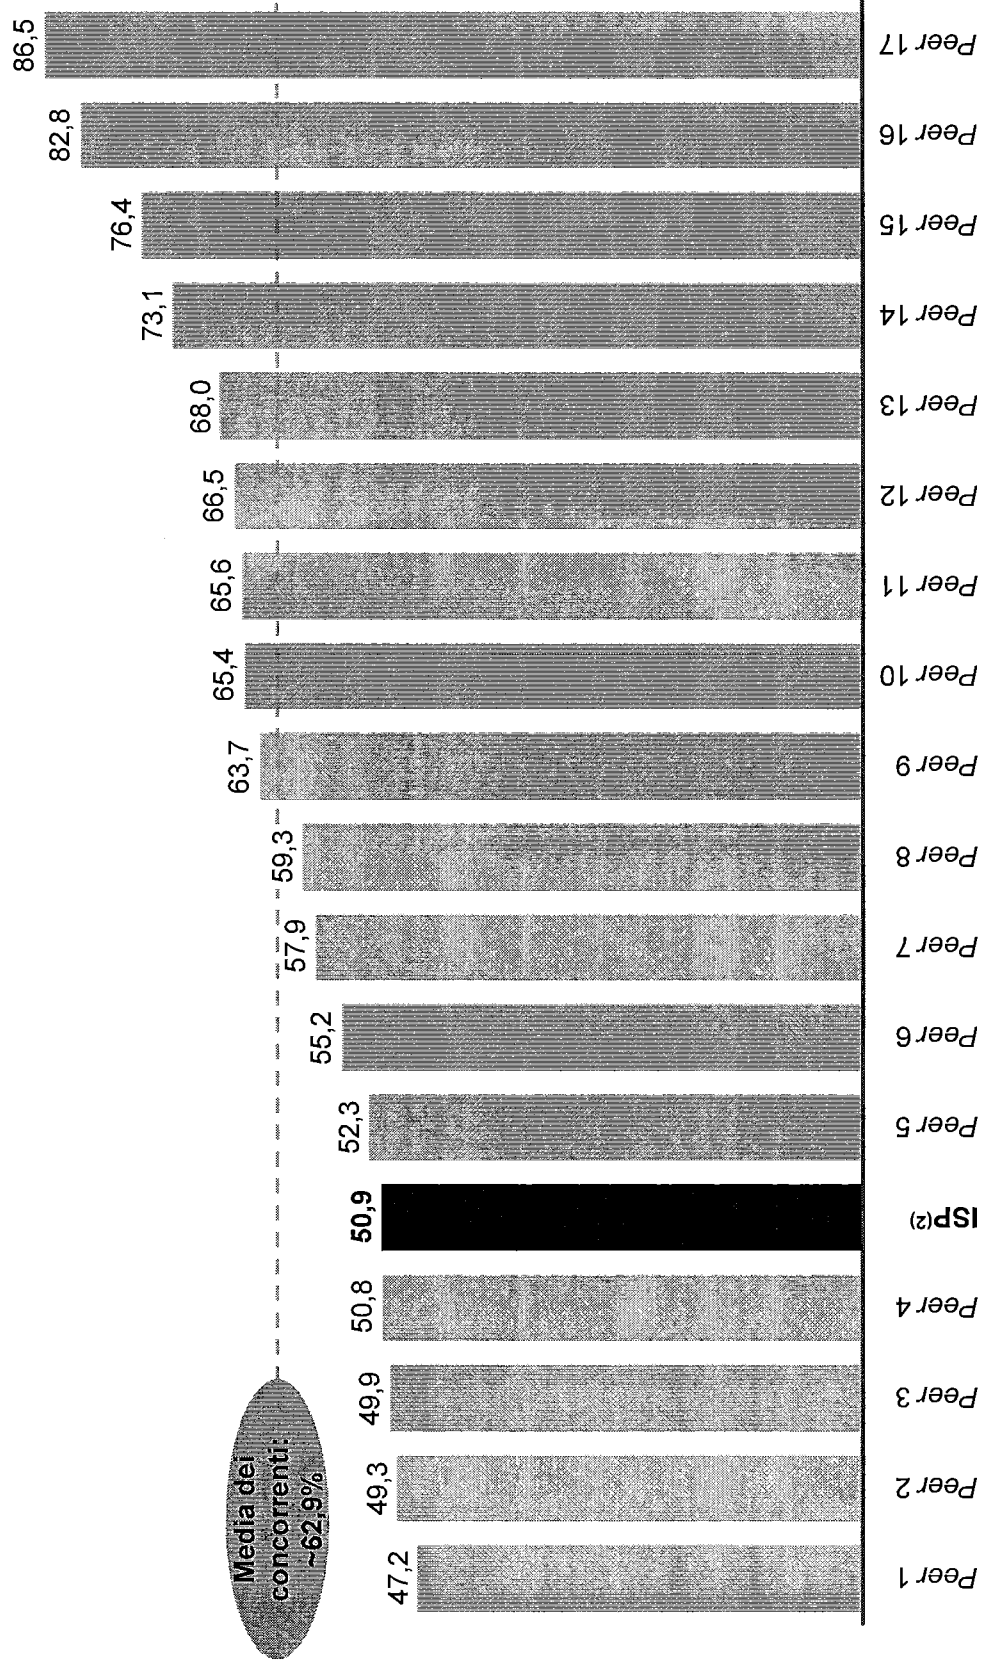 Media dei
concorrenti:
~62,9%
47,2
49,3
49,9
50,8
50,9
52,3
55,2
57,9
59,3
63,7
65,4
65,6
66,5
68,0
73,1
76,4
82,8
86,5
Peer 1
Peer 2
Peer 3
Peer 4
ISP(2)
Peer 5
Peer 6
Peer 7
Peer 8
Peer 9
Peer 10
Peer 11
Peer 12
Peer 13
Peer 14
Peer 15
Peer 16
Peer 17